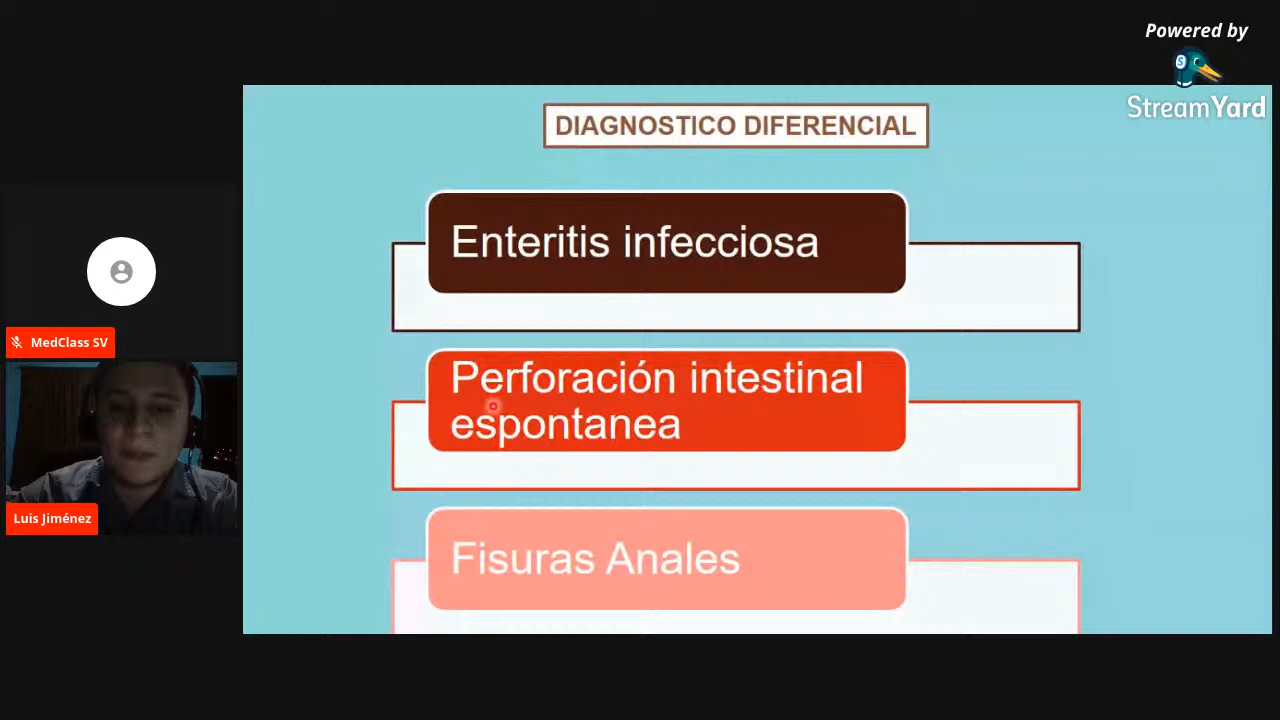 Powered by
StreamYard
DIAGNOSTICO DIFERENCIAL
Enteritis infecciosa
Perforación intestinal
espontanea
Fisuras Anales
MedClass SV
Luis Jiménez